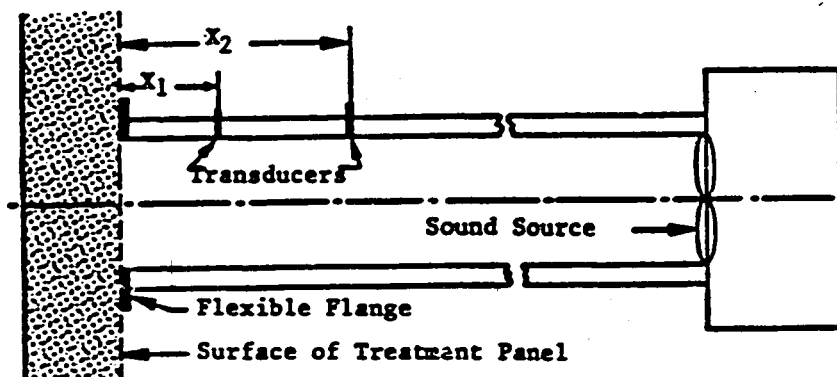 X2
X1
Transducers
Sound Source
Flexible Flange
Surface of Treatment Panel